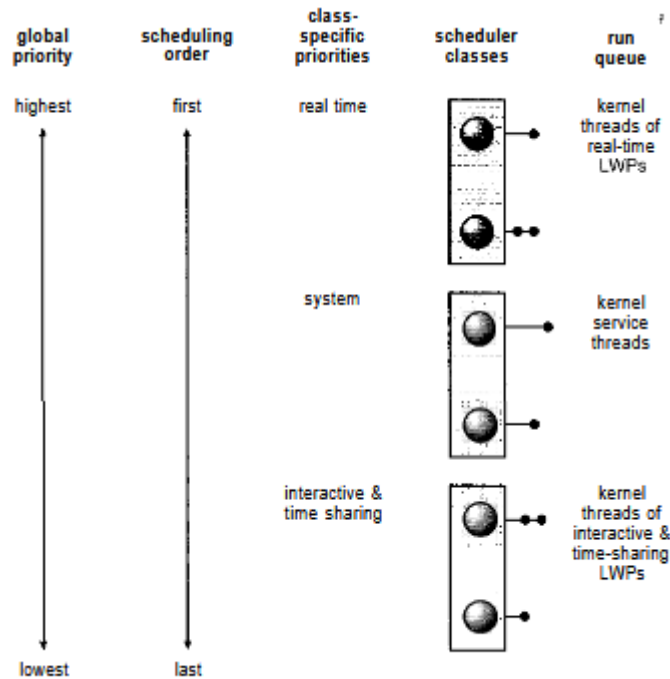 global
priority
scheduling
order
class-
specific
priorities
scheduler
classes
run
queue
highest
first
real time
kernel
threads of
real-time
LWPs
system
kernel
service
threads
interactive &
time sharing
kernel
threads of
interactive &
time-sharing
LWPs
lowest
last